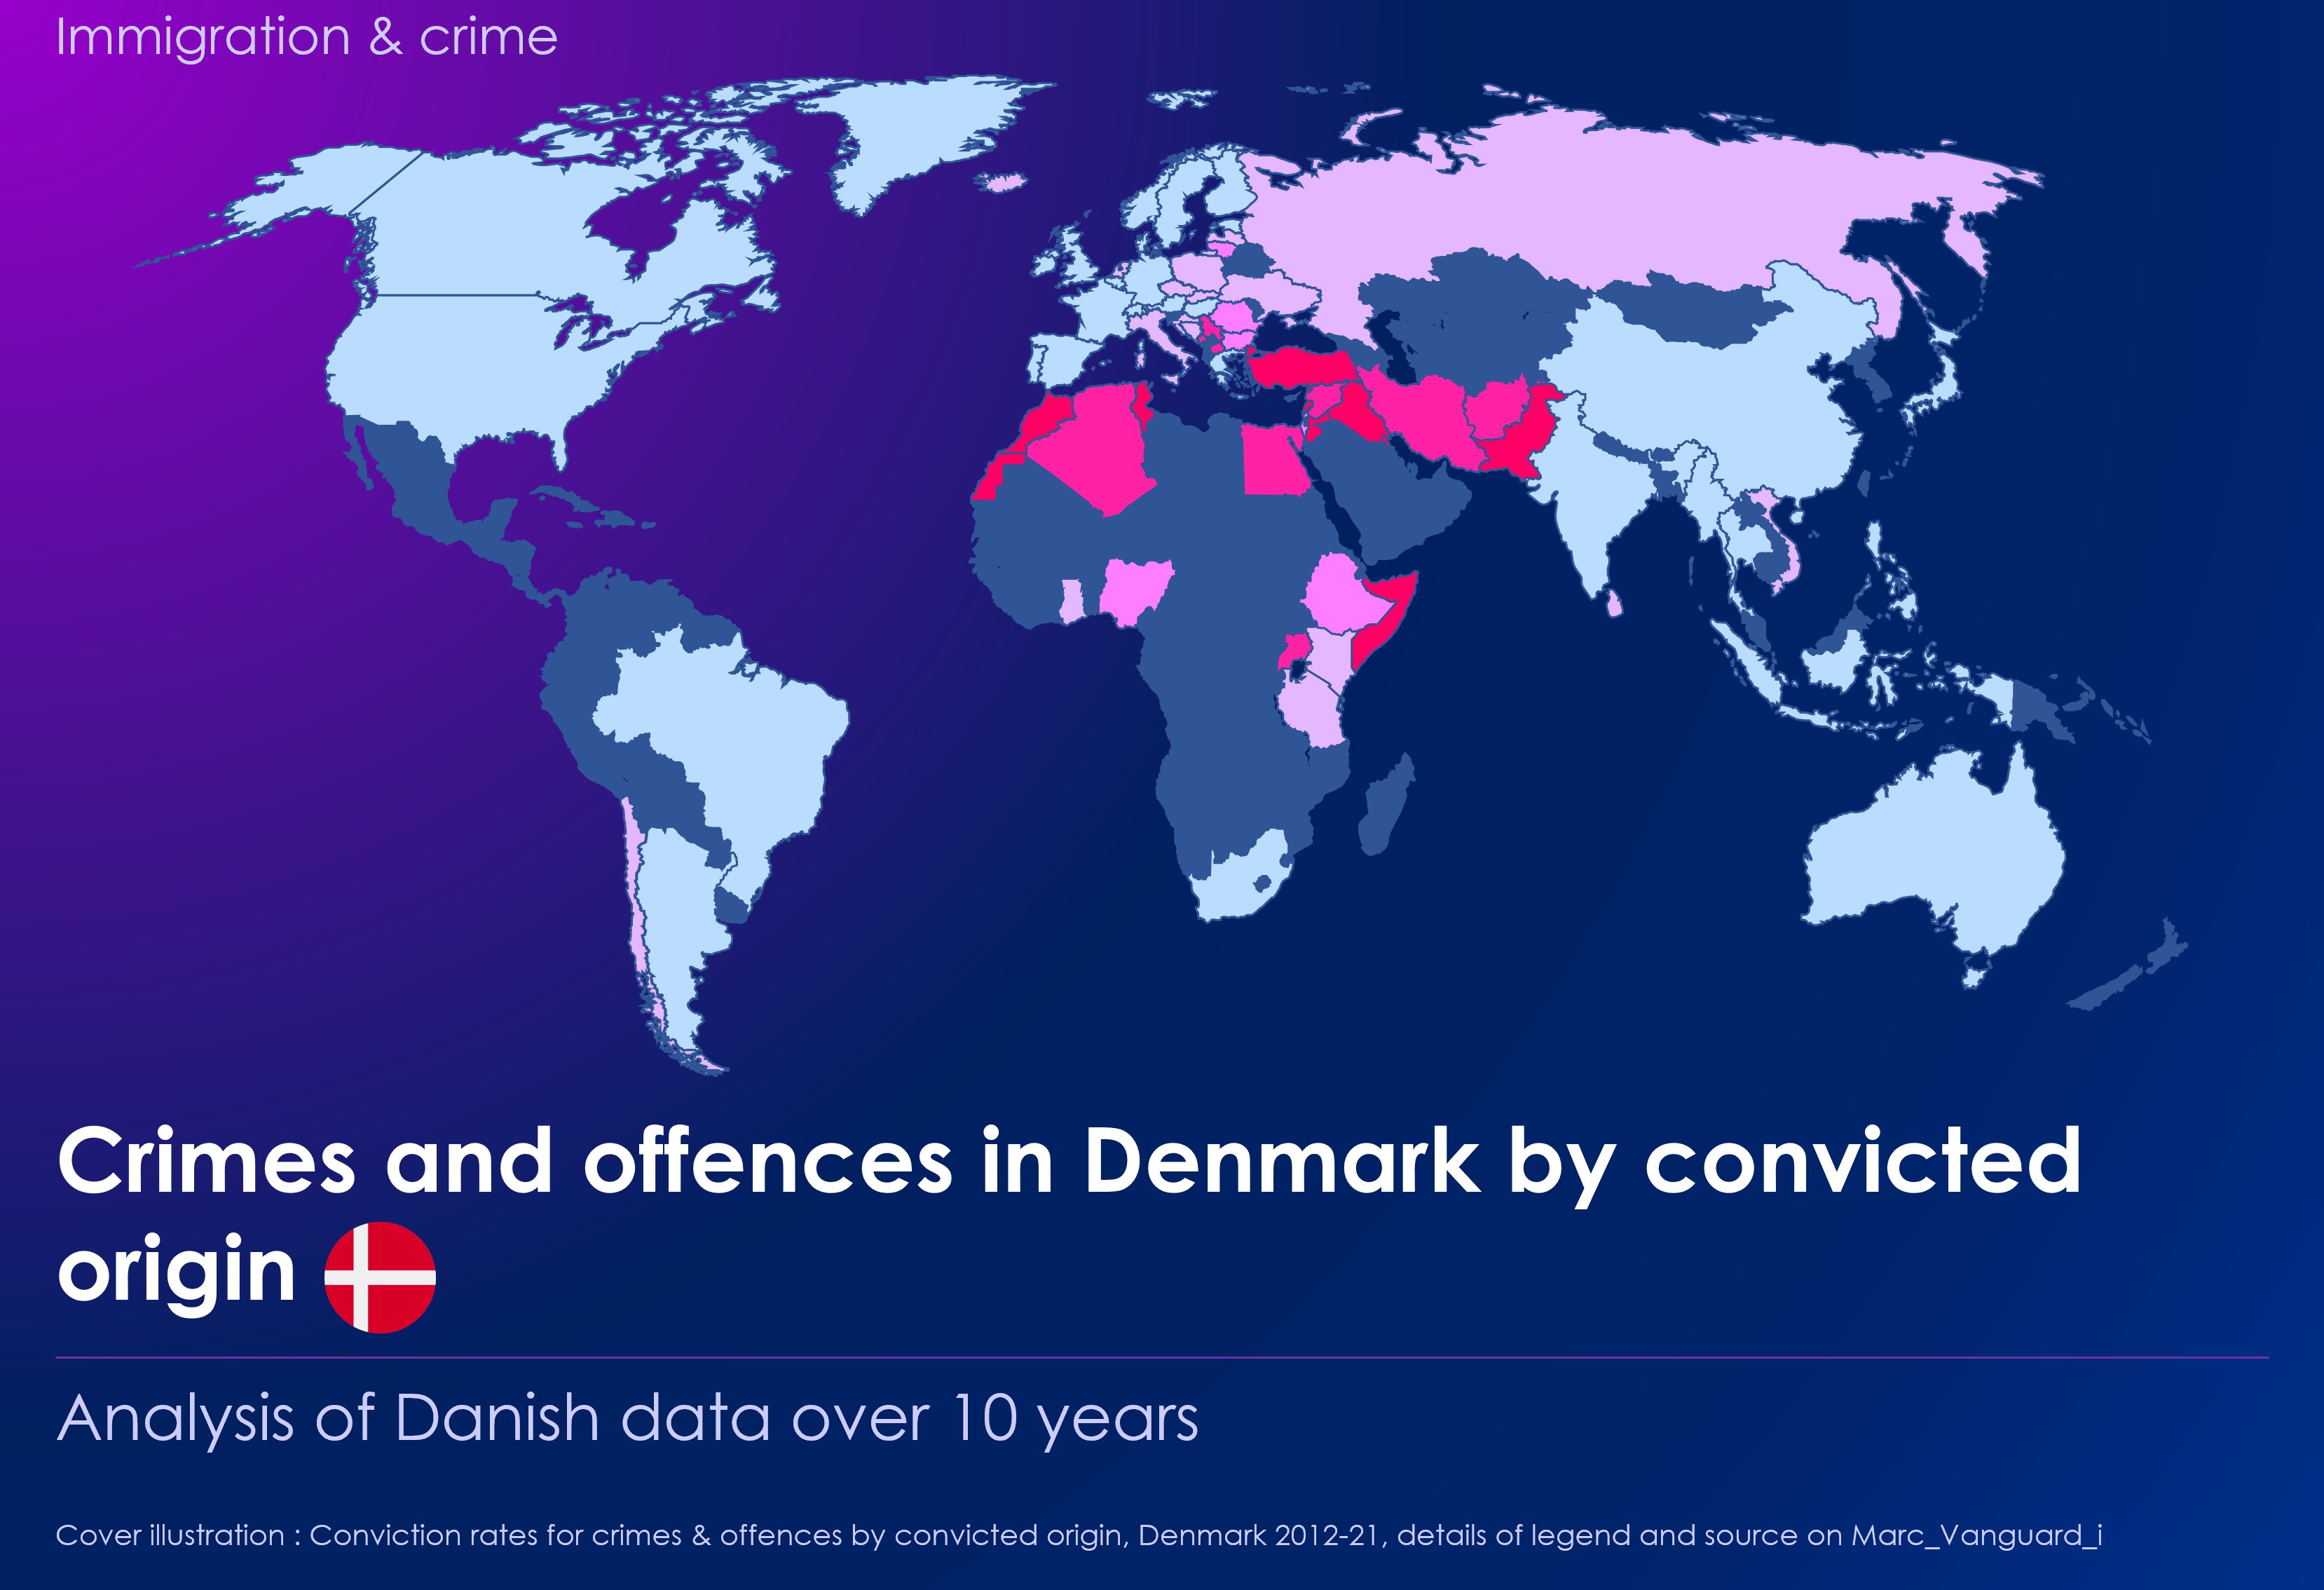 Immigration & crime
Crimes and offences in Denmark by convicted
origin
Analysis of Danish data over 10 years
Cover illustration : Conviction rates for crimes & offences by convicted origin, Denmark 2012-21, details of legend and source on Marc_Vanguard_i